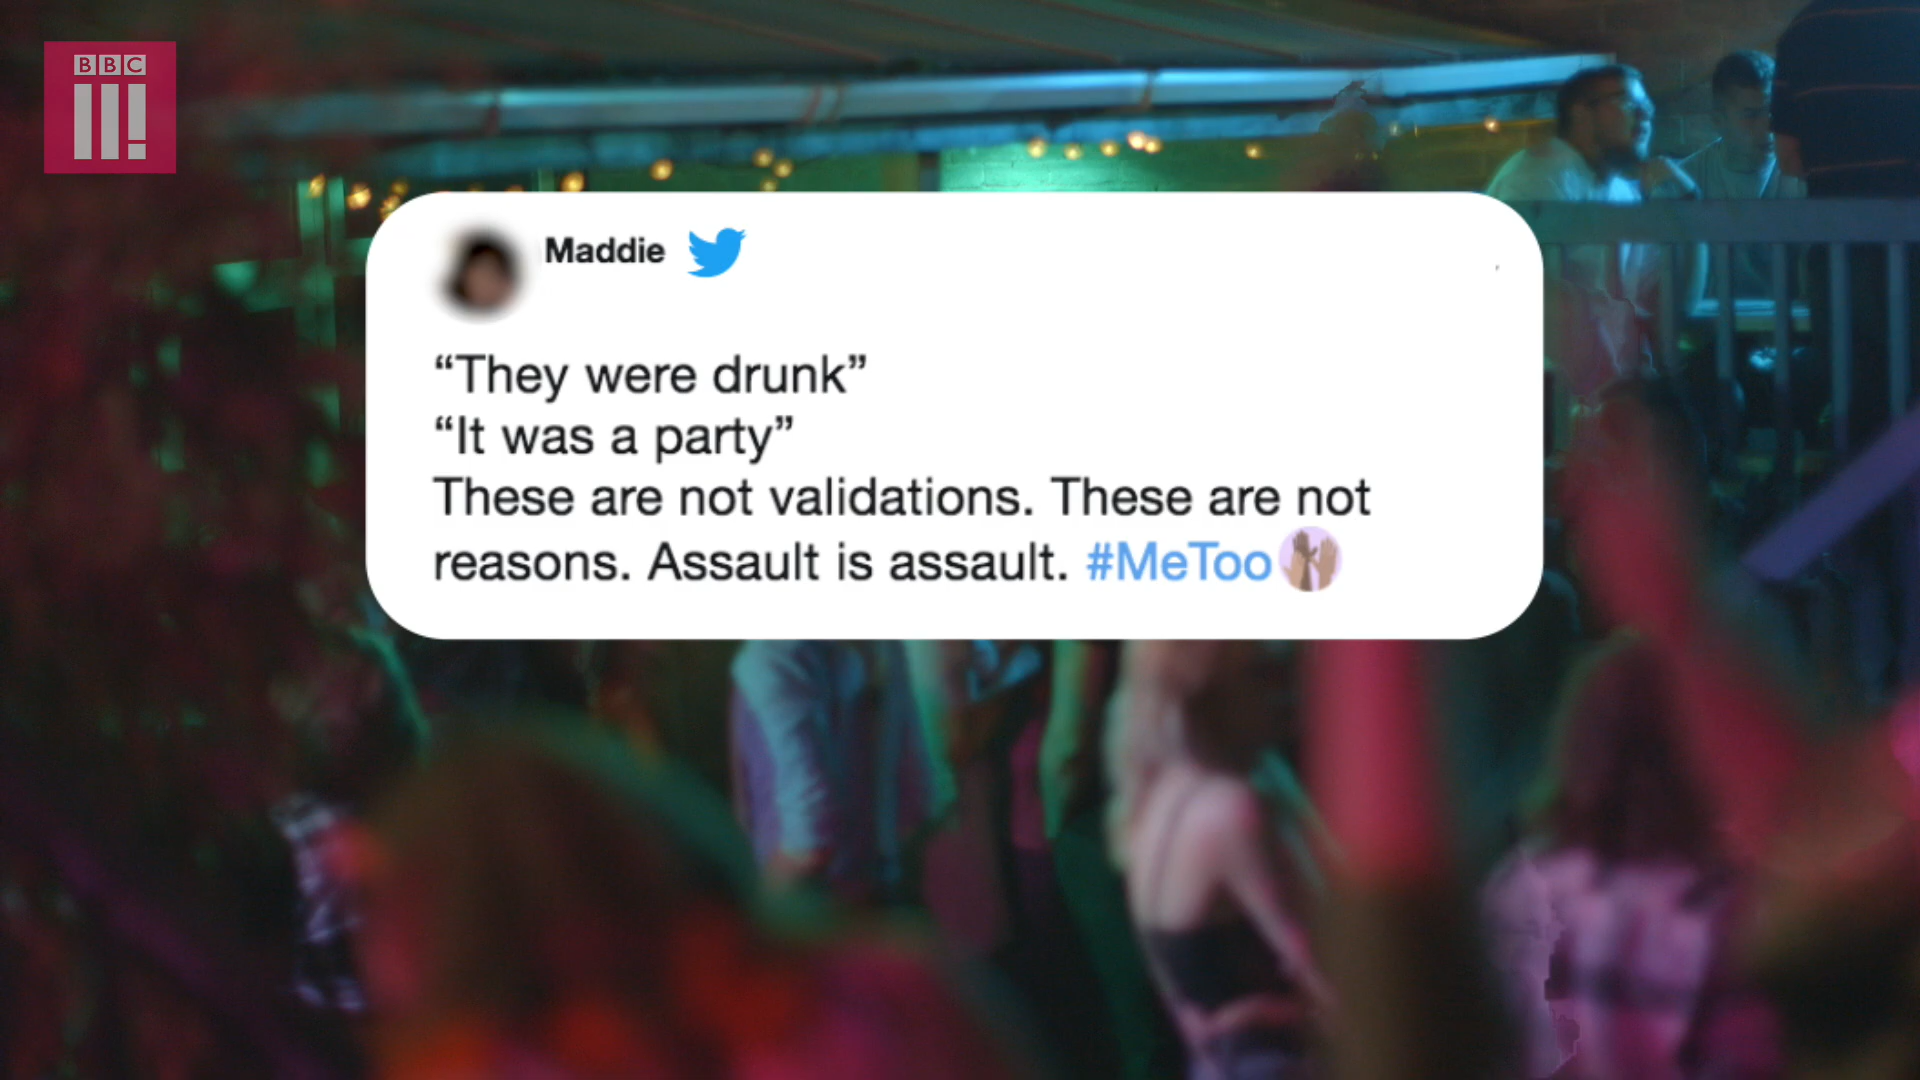 BBC
Maddie
“They were drunk”
“It was a party”
These are not validations. These are not
reasons. Assault is assault. #MeToo